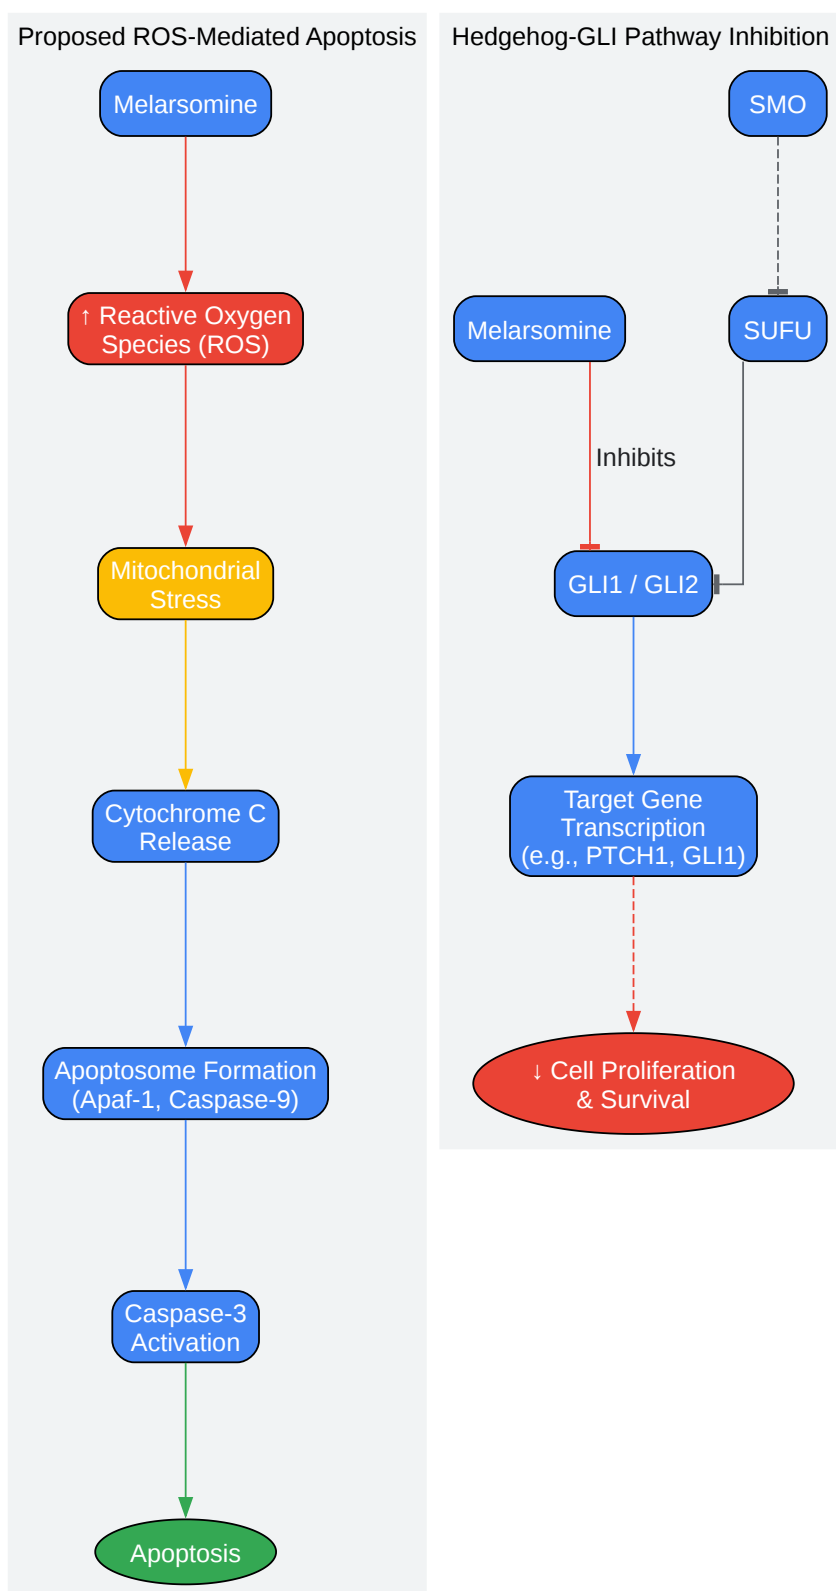 Proposed ROS-Mediated Apoptosis
Melarsomine
↑ Reactive Oxygen
Species (ROS)
Mitochondrial
Stress
Cytochrome C
Release
Apoptosome Formation
(Apaf-1, Caspase-9)
Caspase-3
Activation
Apoptosis
Hedgehog-GLI Pathway Inhibition
SMO
Melarsomine
SUFU
Inhibits
GLI1 / GLI2
Target Gene
Transcription
(e.g., PTCH1, GLI1)
↓ Cell Proliferation
& Survival